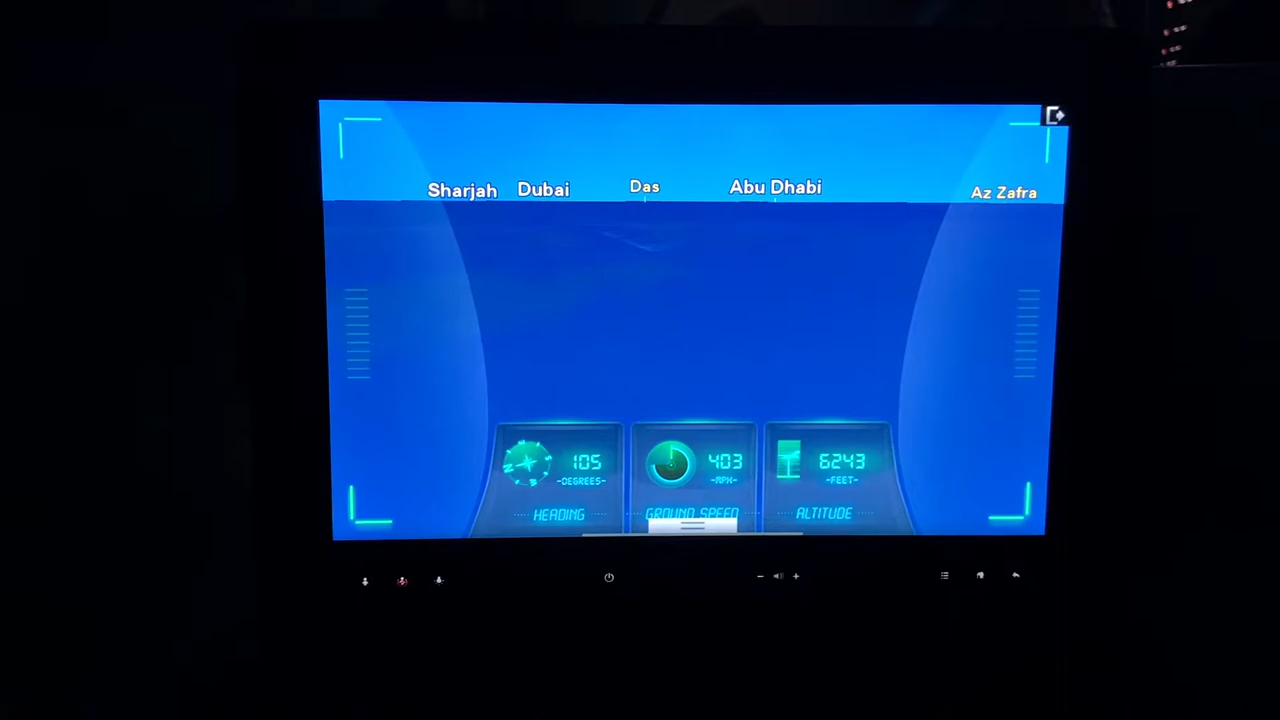 Sharjah Dubai Das Abu Dhabi Az Zafra
105 403 6243
-DEGREES- -MPH- -FEET-
HEADING GROUND SPEED ALTITUDE